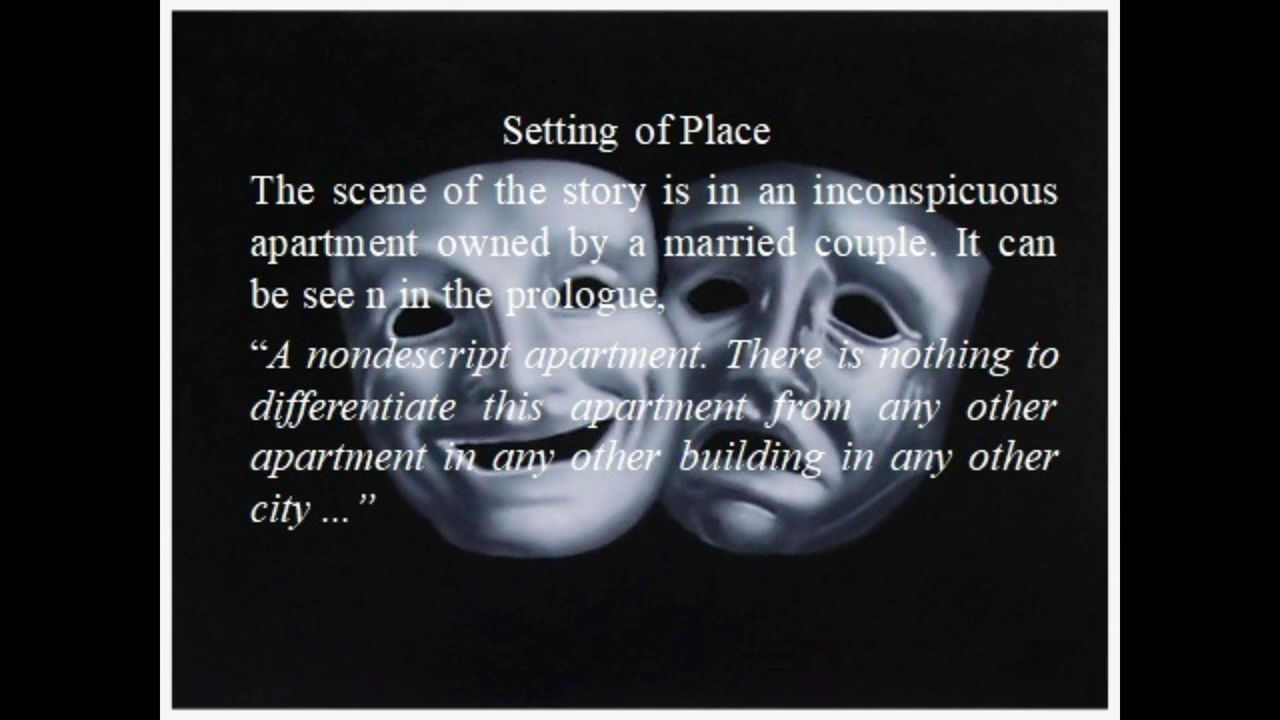 Setting of Place
The scene of the story is in an inconspicuous
apartment owned by a married couple. It can
be see n in the prologue,
“A nondescript apartment. There is nothing to
differentiate this apartment from any other
apartment in any other building in any other
city ...”